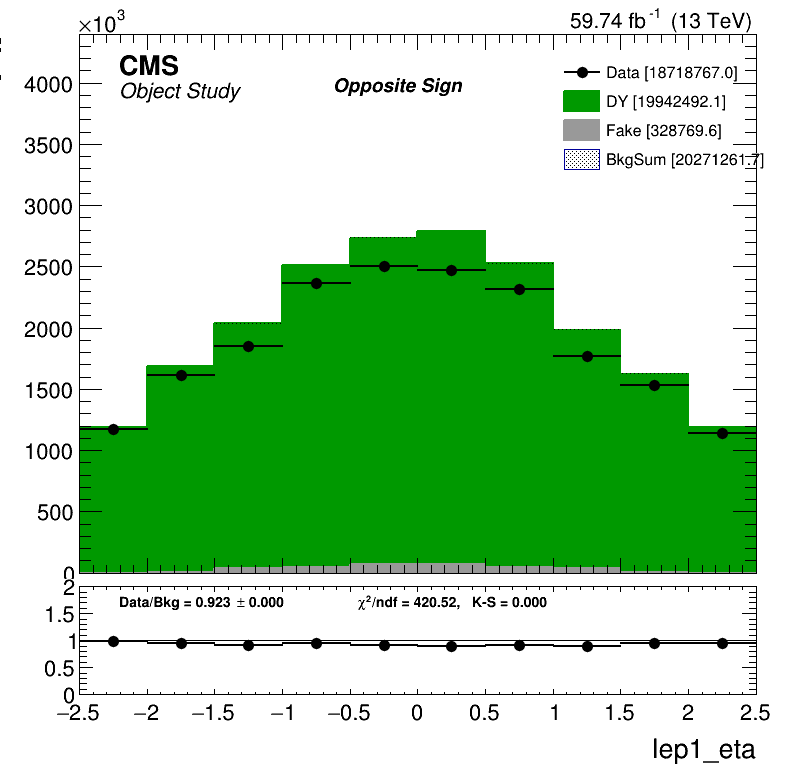 ×10³
59.74 fb⁻¹ (13 TeV)
CMS
Object Study
Opposite Sign
Data [18718767.0]
DY [19942492.1]
Fake [328769.6]
BkgSum [20271261.7]
4000
3500
3000
2500
2000
1500
1000
500
0
Data/Bkg = 0.923 ± 0.000
χ²/ndf = 420.52, K-S = 0.000
2
1.5
1
0.5
0
−2.5 −2 −1.5 −1 −0.5 0 0.5 1 1.5 2 2.5
lep1_eta